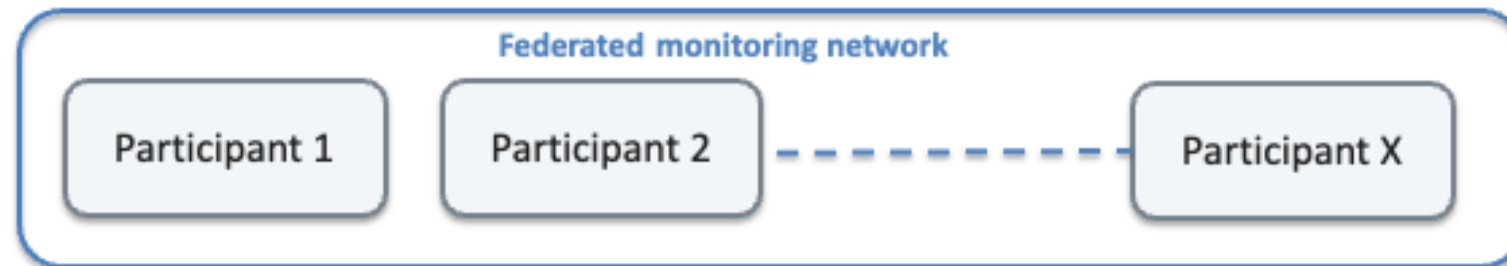 Federated monitoring network
Participant 1
Participant 2
Participant X